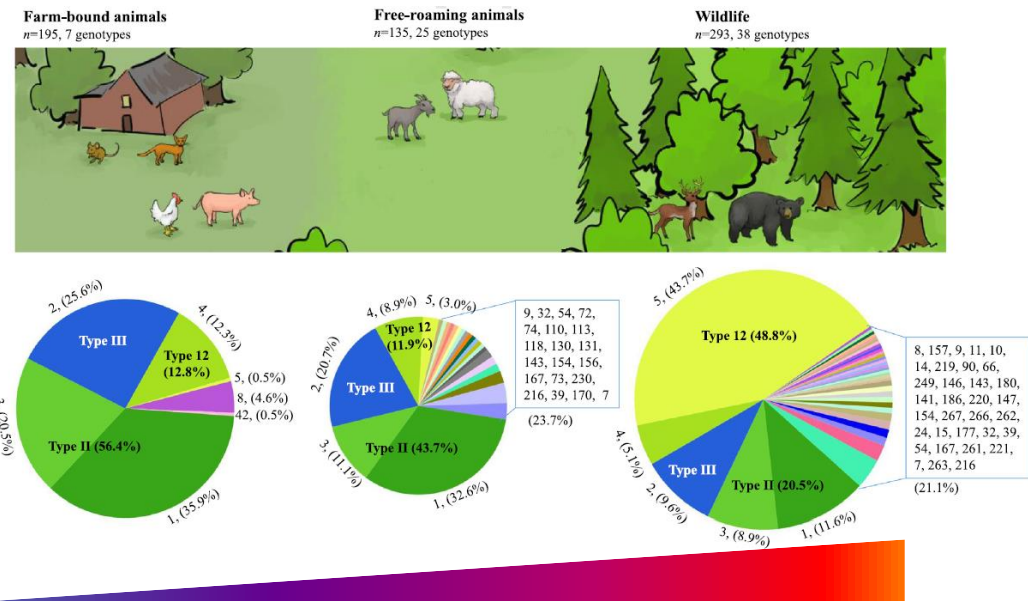 Farm-bound animals
n=195, 7 genotypes
Free-roaming animals
n=135, 25 genotypes
Wildlife
n=293, 38 genotypes
2, (25.6%)
4, (12.3%)
Type III
Type 12
(12.8%)
5, (0.5%)
8, (4.6%)
42, (0.5%)
Type II (56.4%)
1, (35.9%)
4, (8.9%)
5, (3.0%)
Type 12
(11.9%)
2, (20.7%)
Type III
Type II (43.7%)
3, (11.1%)
1, (32.6%)
9, 32, 54, 72,
74, 110, 113,
118, 130, 131,
143, 154, 156,
167, 73, 230,
216, 39, 170, 7
(23.7%)
5, (43.7%)
Type 12 (48.8%)
4, (5.1%)
Type III
2, (9.6%)
Type II (20.5%)
3, (8.9%)
1, (11.6%)
8, 157, 9, 11, 10,
14, 219, 90, 66,
249, 146, 143, 180,
141, 186, 220, 147,
154, 267, 266, 262,
24, 15, 177, 32, 39,
54, 167, 261, 221,
7, 263, 216
(21.1%)